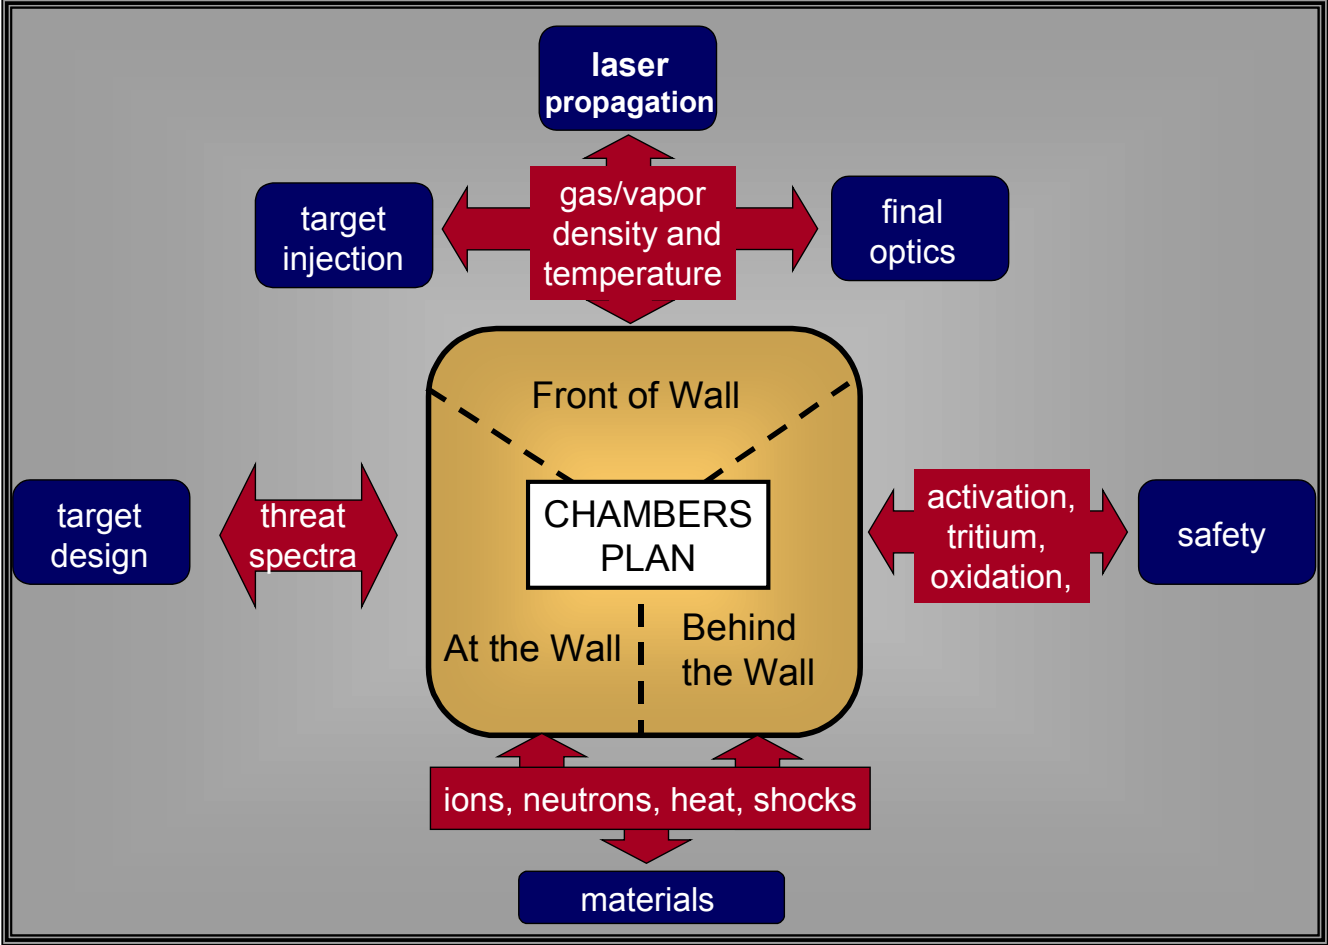 laser
propagation
target
injection
gas/vapor
density and
temperature
final
optics
Front of Wall
target
design
threat
spectra
CHAMBERS
PLAN
activation,
tritium,
oxidation,
safety
At the Wall
Behind
the Wall
ions, neutrons, heat, shocks
materials